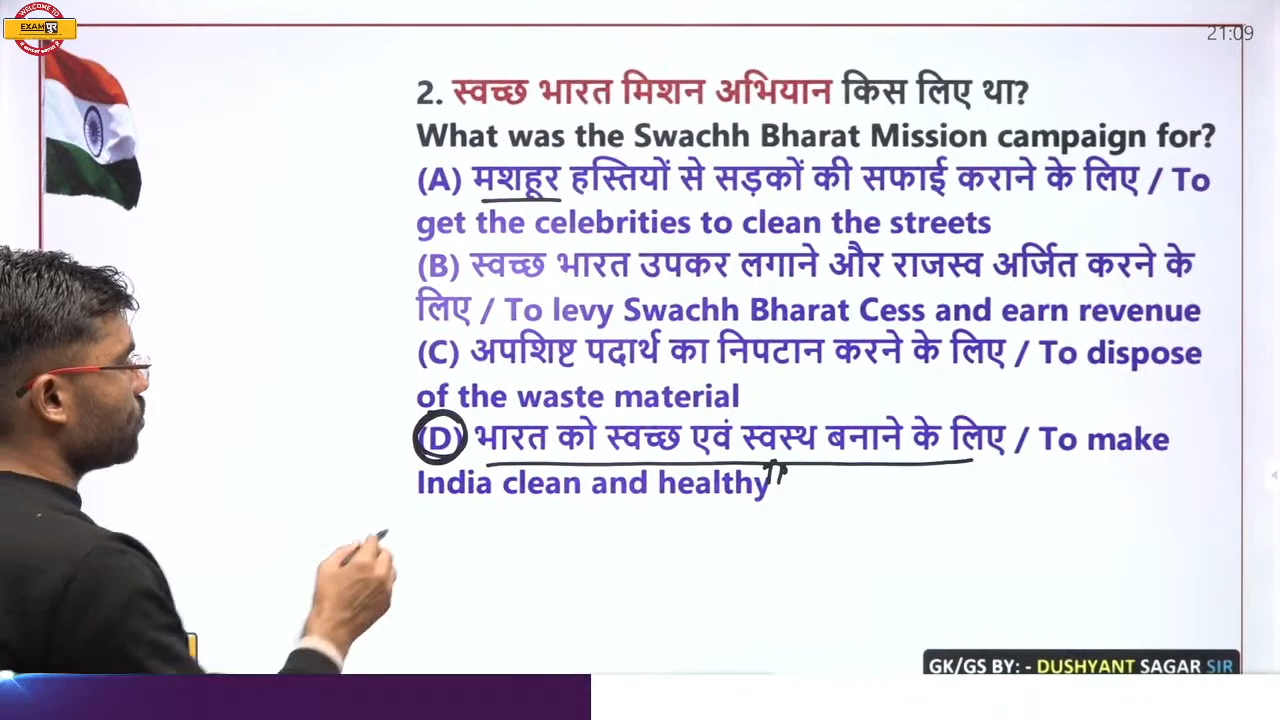 WELCOME TO
EXAM पुर
21:09
2. स्वच्छ भारत मिशन अभियान किस लिए था?
What was the Swachh Bharat Mission campaign for?
(A) मशहूर हस्तियों से सड़कों की सफाई कराने के लिए / To
get the celebrities to clean the streets
(B) स्वच्छ भारत उपकर लगाने और राजस्व अर्जित करने के
लिए / To levy Swachh Bharat Cess and earn revenue
(C) अपशिष्ट पदार्थ का निपटान करने के लिए / To dispose
of the waste material
(D) भारत को स्वच्छ एवं स्वस्थ बनाने के लिए / To make
India clean and healthy
GK/GS BY: - DUSHYANT SAGAR SIR